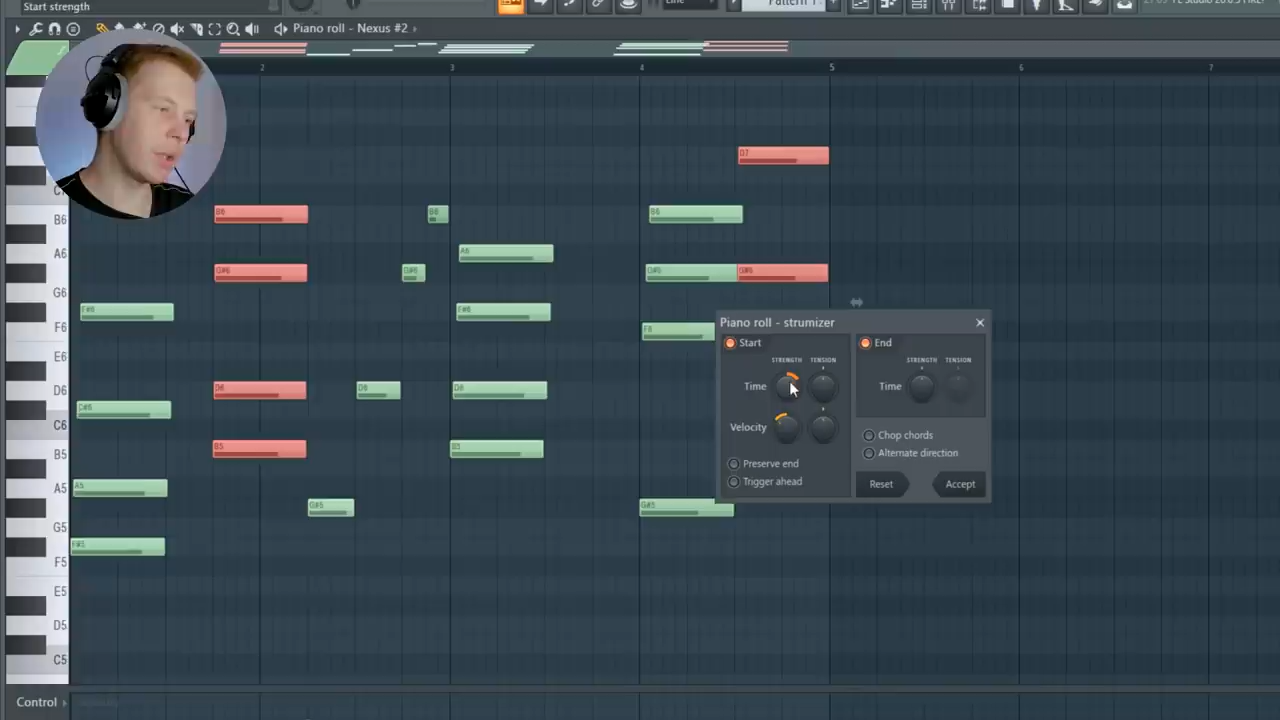 Start strength
Line
Pattern 1
Piano roll - Nexus #2
2
3
4
5
6
7
D7
B6
B6
B6
B6
A6
A6
G#6
G#6
G#6
G6
F#6
F#6
F6
E6
D6
D6
D6
D6
C#6
C6
B5
B5
B5
A5
A5
G#5
G#5
G5
F#5
F5
E5
D5
C5
Piano roll - strumizer
Start
End
STRENGTH
TENSION
STRENGTH
TENSION
Time
Time
Velocity
Chop chords
Alternate direction
Preserve end
Trigger ahead
Reset
Accept
Control